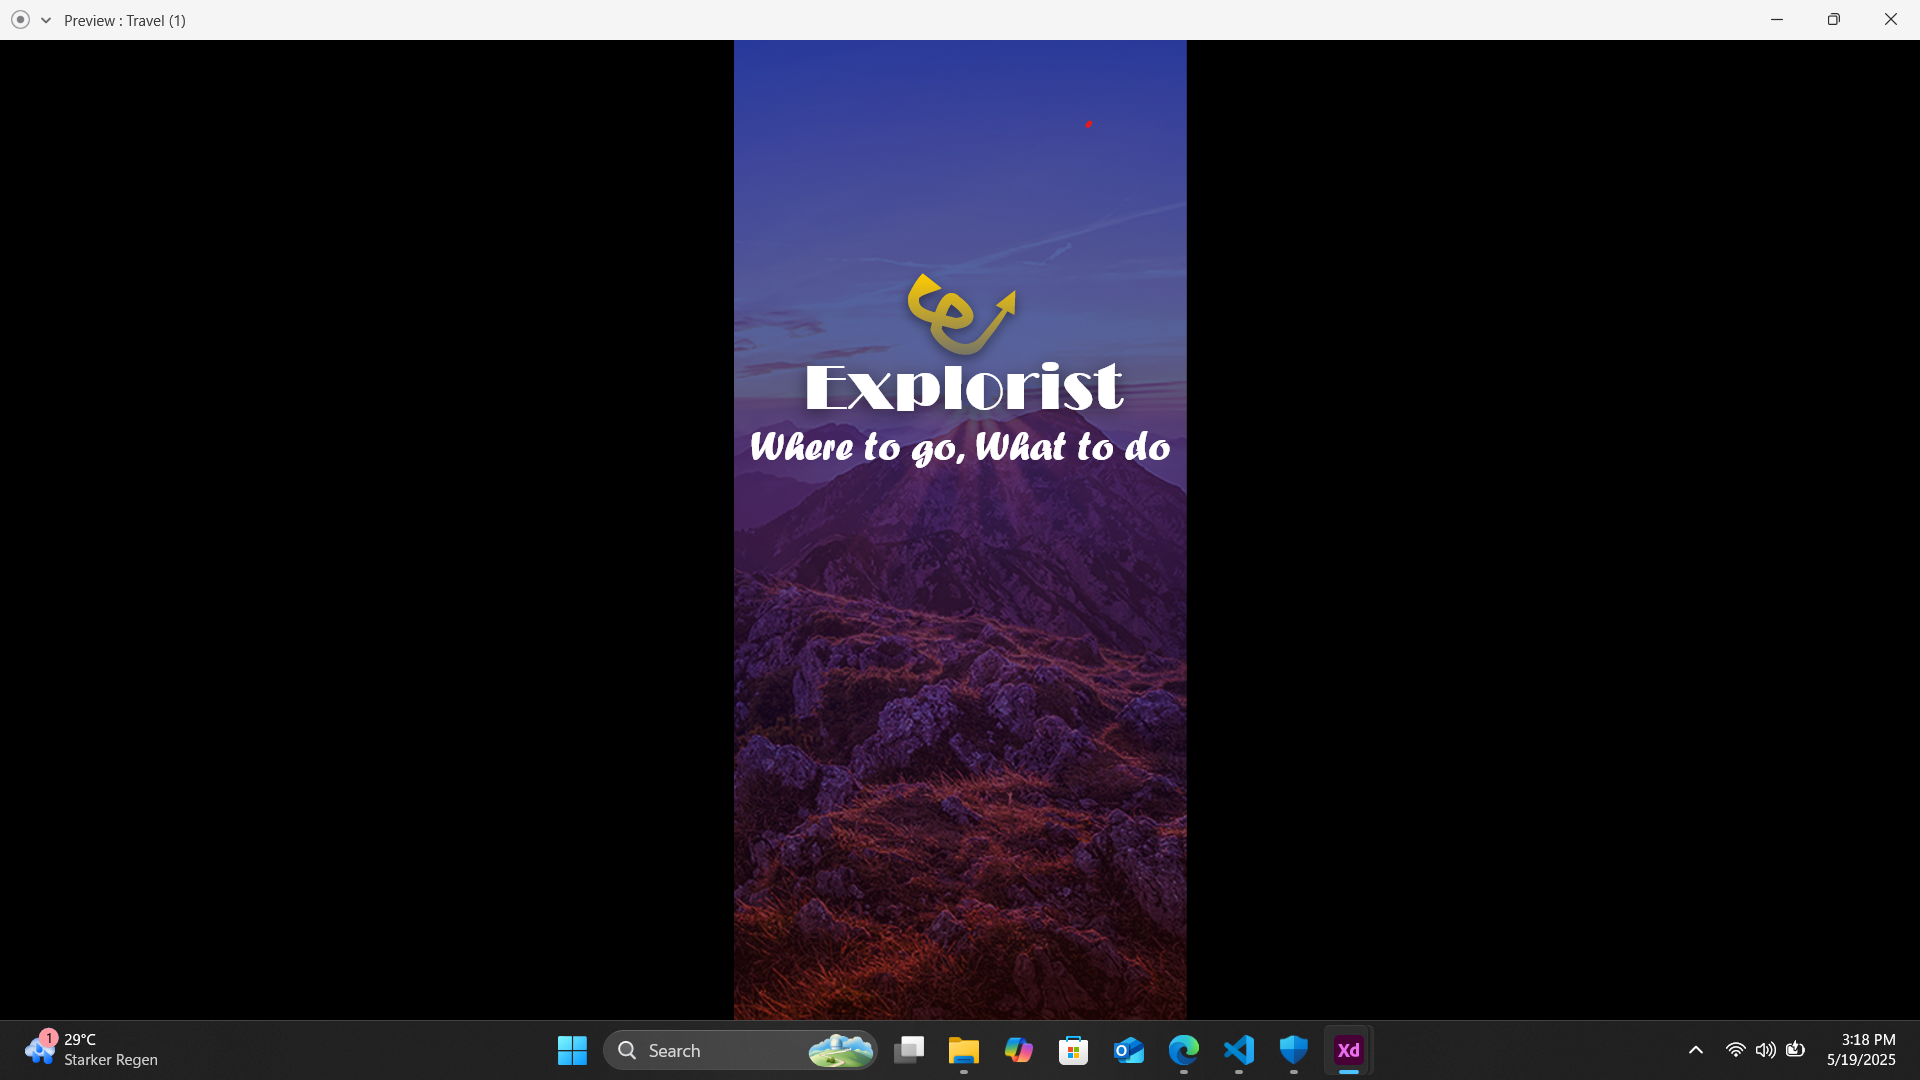 Preview : Travel (1)
Explorist
Where to go, What to do
1
29°C
Starker Regen
Search
Xd
3:18 PM
5/19/2025